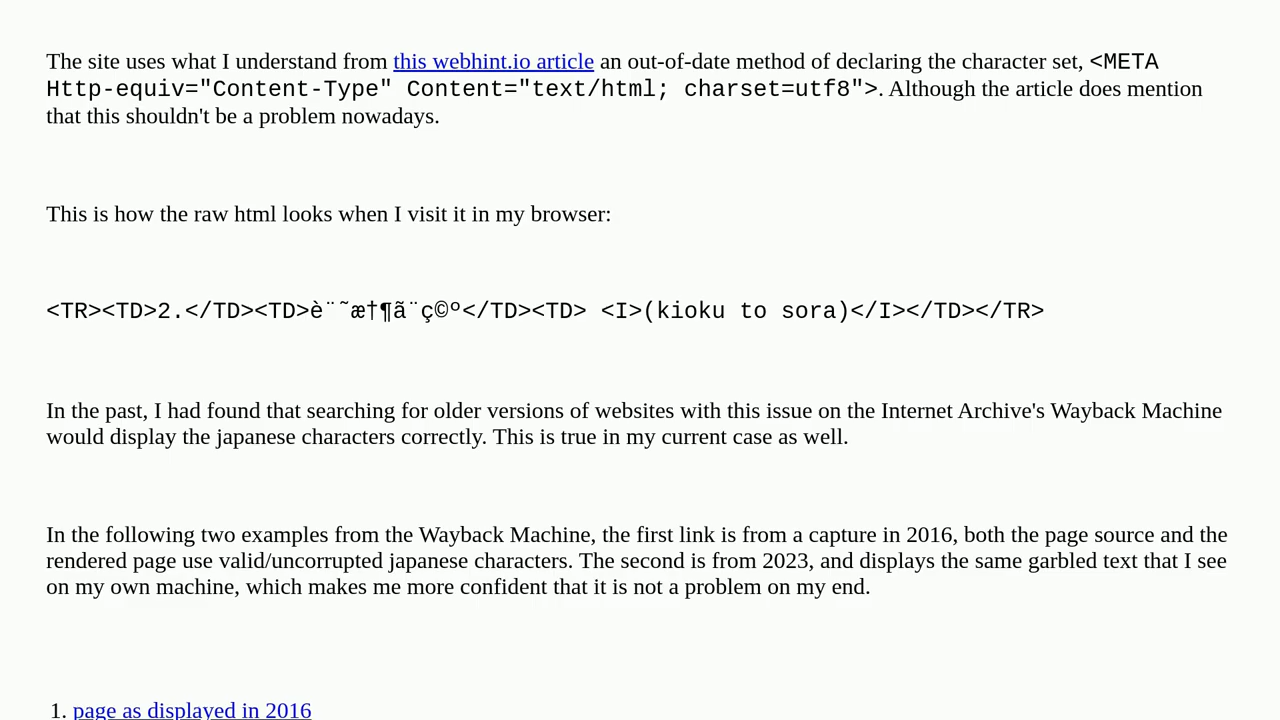 The site uses what I understand from this webhint.io article an out-of-date method of declaring the character set, <META
Http-equiv="Content-Type" Content="text/html; charset=utf8">. Although the article does mention
that this shouldn't be a problem nowadays.
This is how the raw html looks when I visit it in my browser:
<TR><TD>2.</TD><TD>è¨˜æ†¶ã¨ç©º</TD><TD> <I>(kioku to sora)</I></TD></TR>
In the past, I had found that searching for older versions of websites with this issue on the Internet Archive's Wayback Machine
would display the japanese characters correctly. This is true in my current case as well.
In the following two examples from the Wayback Machine, the first link is from a capture in 2016, both the page source and the
rendered page use valid/uncorrupted japanese characters. The second is from 2023, and displays the same garbled text that I see
on my own machine, which makes me more confident that it is not a problem on my end.
1. page as displayed in 2016